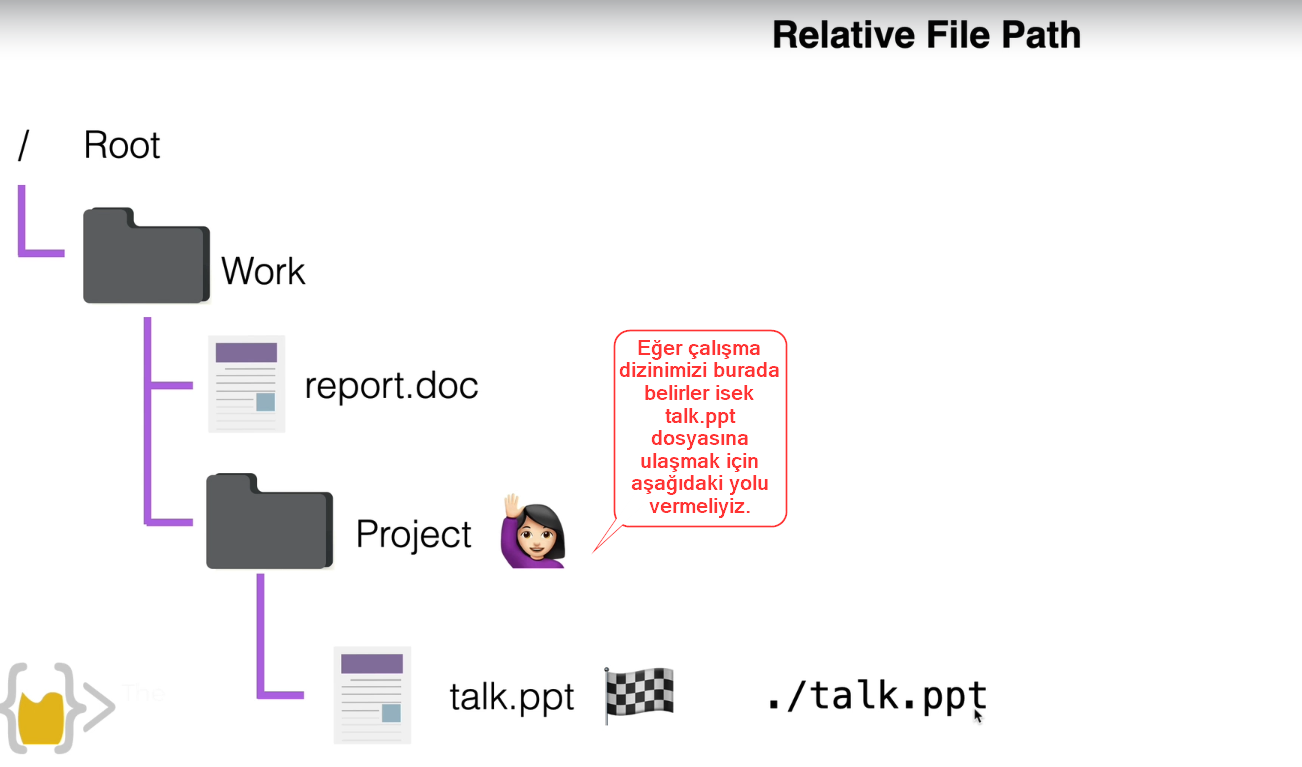 Relative File Path
/ Root
Work
Eğer çalışma
dizinimizi burada
belirler isek
talk.ppt
dosyasına
ulaşmak için
aşağıdaki yolu
vermeliyiz.
report.doc
Project
talk.ppt
./talk.ppt
The